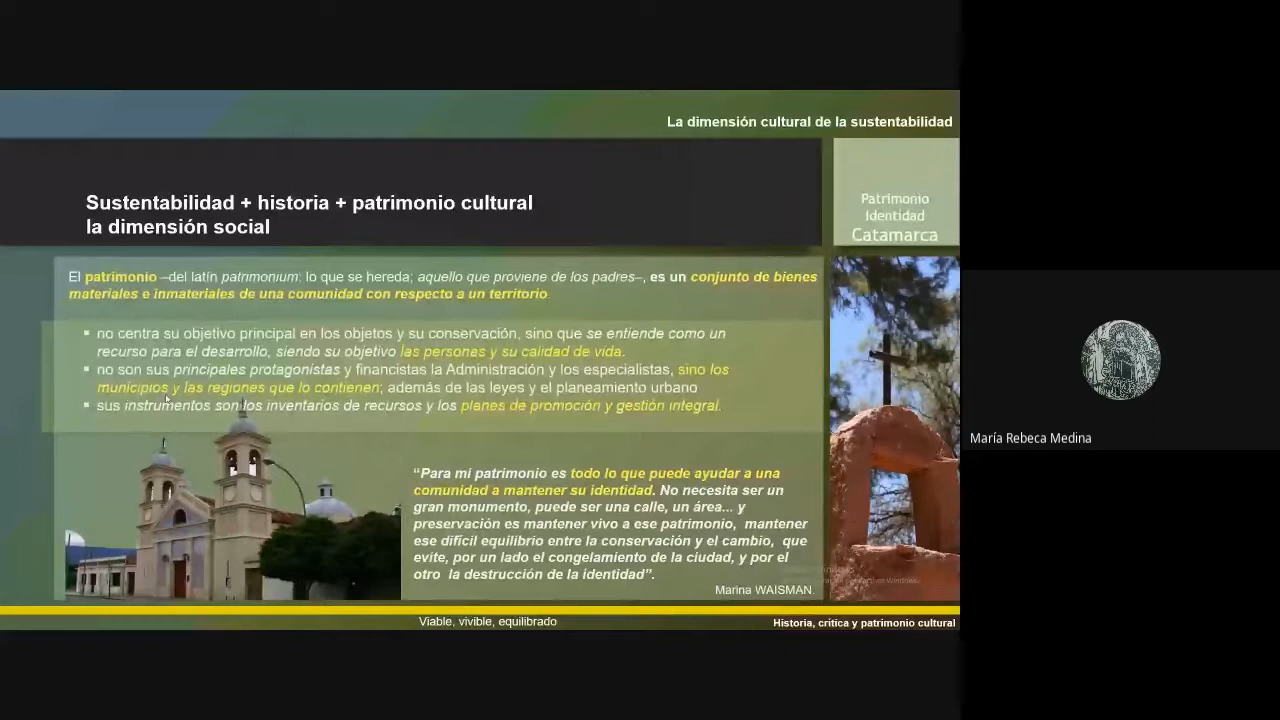 La dimensión cultural de la sustentabilidad
Sustentabilidad + historia + patrimonio cultural
la dimensión social
Patrimonio
Identidad
Catamarca
El patrimonio –del latín patrimonium: lo que se hereda; aquello que proviene de los padres–, es un conjunto de bienes
materiales e inmateriales de una comunidad con respecto a un territorio.
▪ no centra su objetivo principal en los objetos y su conservación, sino que se entiende como un
recurso para el desarrollo, siendo su objetivo las personas y su calidad de vida.
▪ no son sus principales protagonistas y financistas la Administración y los especialistas, sino los
municipios y las regiones que lo contienen; además de las leyes y el planeamiento urbano
▪ sus instrumentos son los inventarios de recursos y los planes de promoción y gestión integral.
“Para mi patrimonio es todo lo que puede ayudar a una
comunidad a mantener su identidad. No necesita ser un
gran monumento, puede ser una calle, un área... y
preservación es mantener vivo a ese patrimonio, mantener
ese difícil equilibrio entre la conservación y el cambio, que
evite, por un lado el congelamiento de la ciudad, y por el
otro la destrucción de la identidad”.
Marina WAISMAN.
Viable, vivible, equilibrado
Historia, crítica y patrimonio cultural
María Rebeca Medina